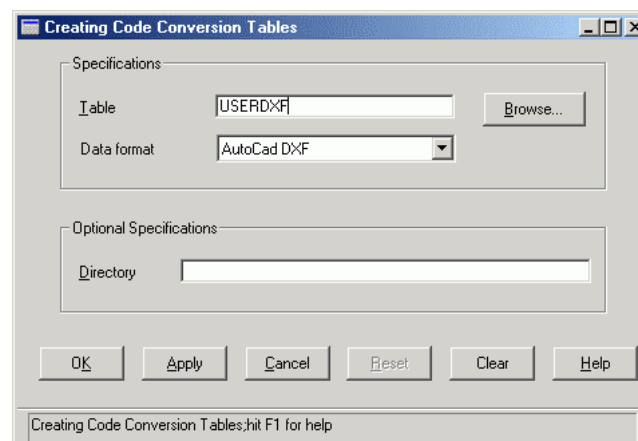 Creating Code Conversion Tables
Specifications
Table USERDXF Browse...
Data format AutoCad DXF
Optional Specifications
Directory
OK Apply Cancel Reset Clear Help
Creating Code Conversion Tables;hit F1 for help